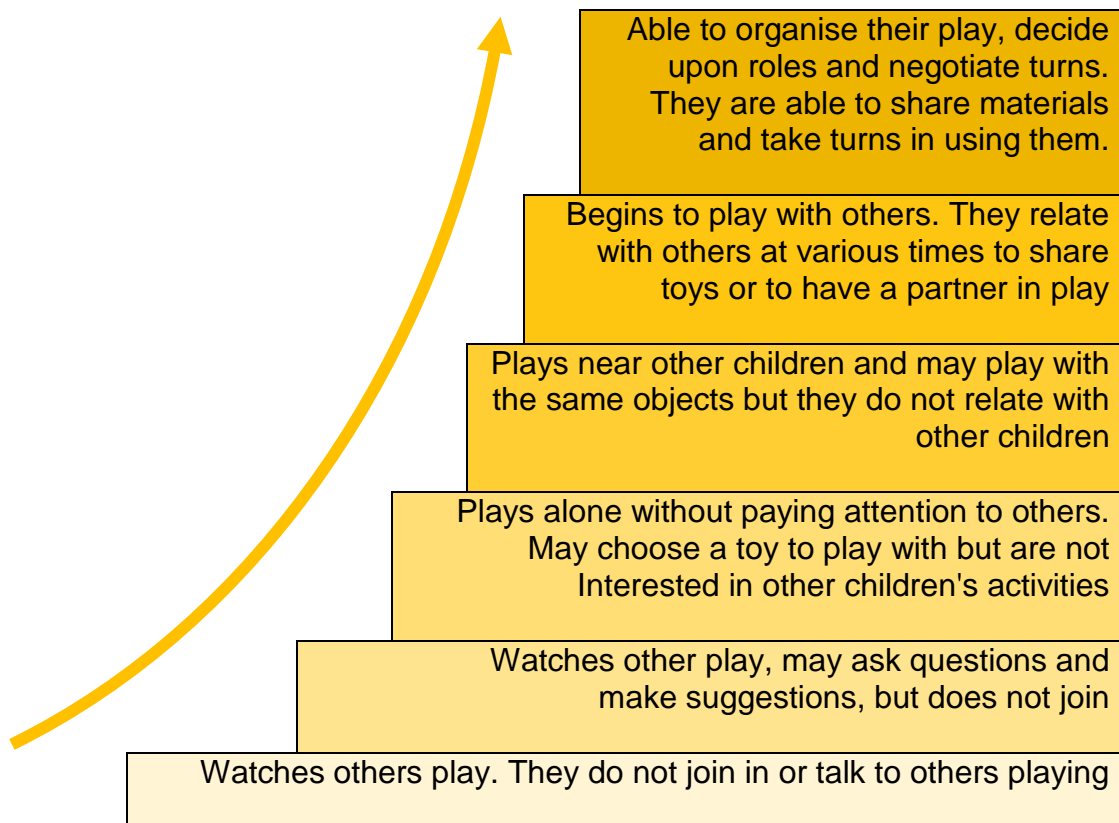 Able to organise their play, decide
upon roles and negotiate turns.
They are able to share materials
and take turns in using them.
Begins to play with others. They relate
with others at various times to share
toys or to have a partner in play
Plays near other children and may play with
the same objects but they do not relate with
other children
Plays alone without paying attention to others.
May choose a toy to play with but are not
Interested in other children's activities
Watches other play, may ask questions and
make suggestions, but does not join
Watches others play. They do not join in or talk to others playing